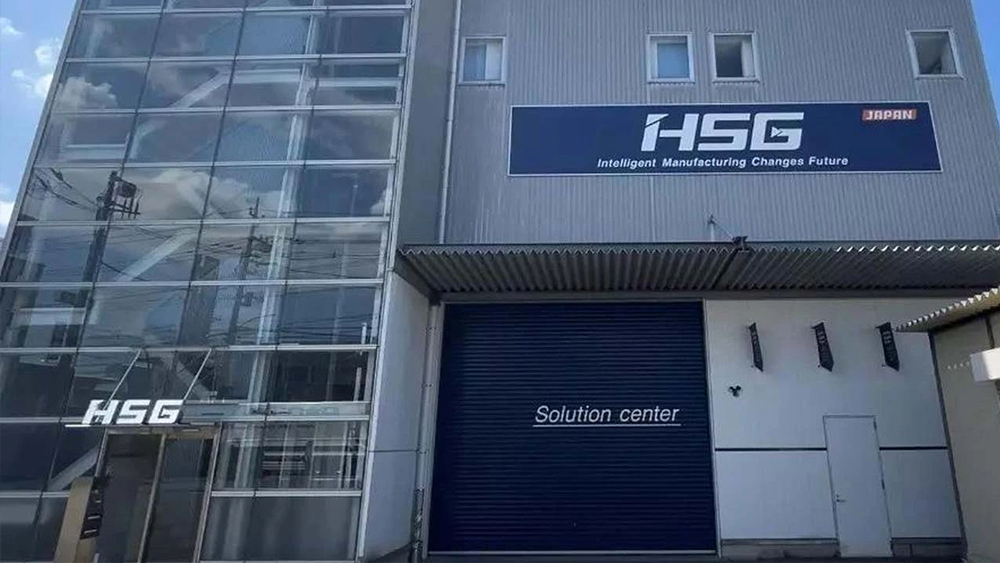 HSG
JAPAN
Intelligent Manufacturing Changes Future
Solution center
HSG